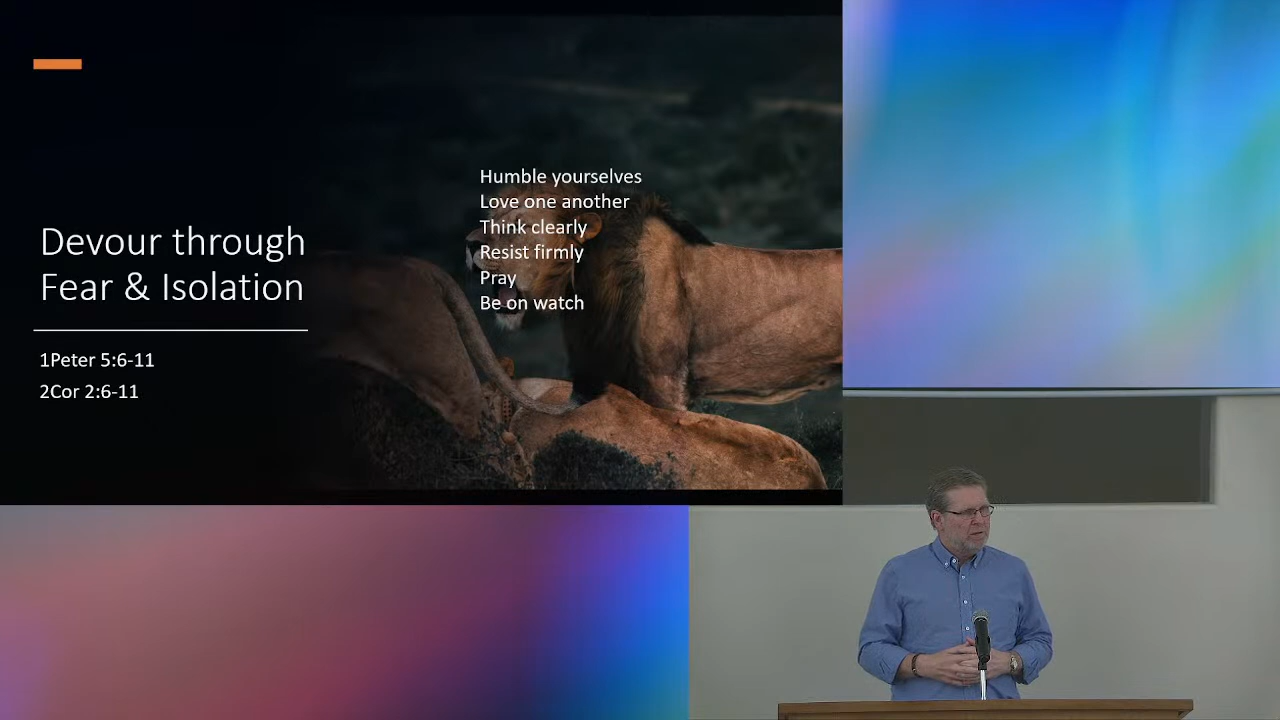 Devour through
Fear & Isolation
1Peter 5:6-11
2Cor 2:6-11
Humble yourselves
Love one another
Think clearly
Resist firmly
Pray
Be on watch